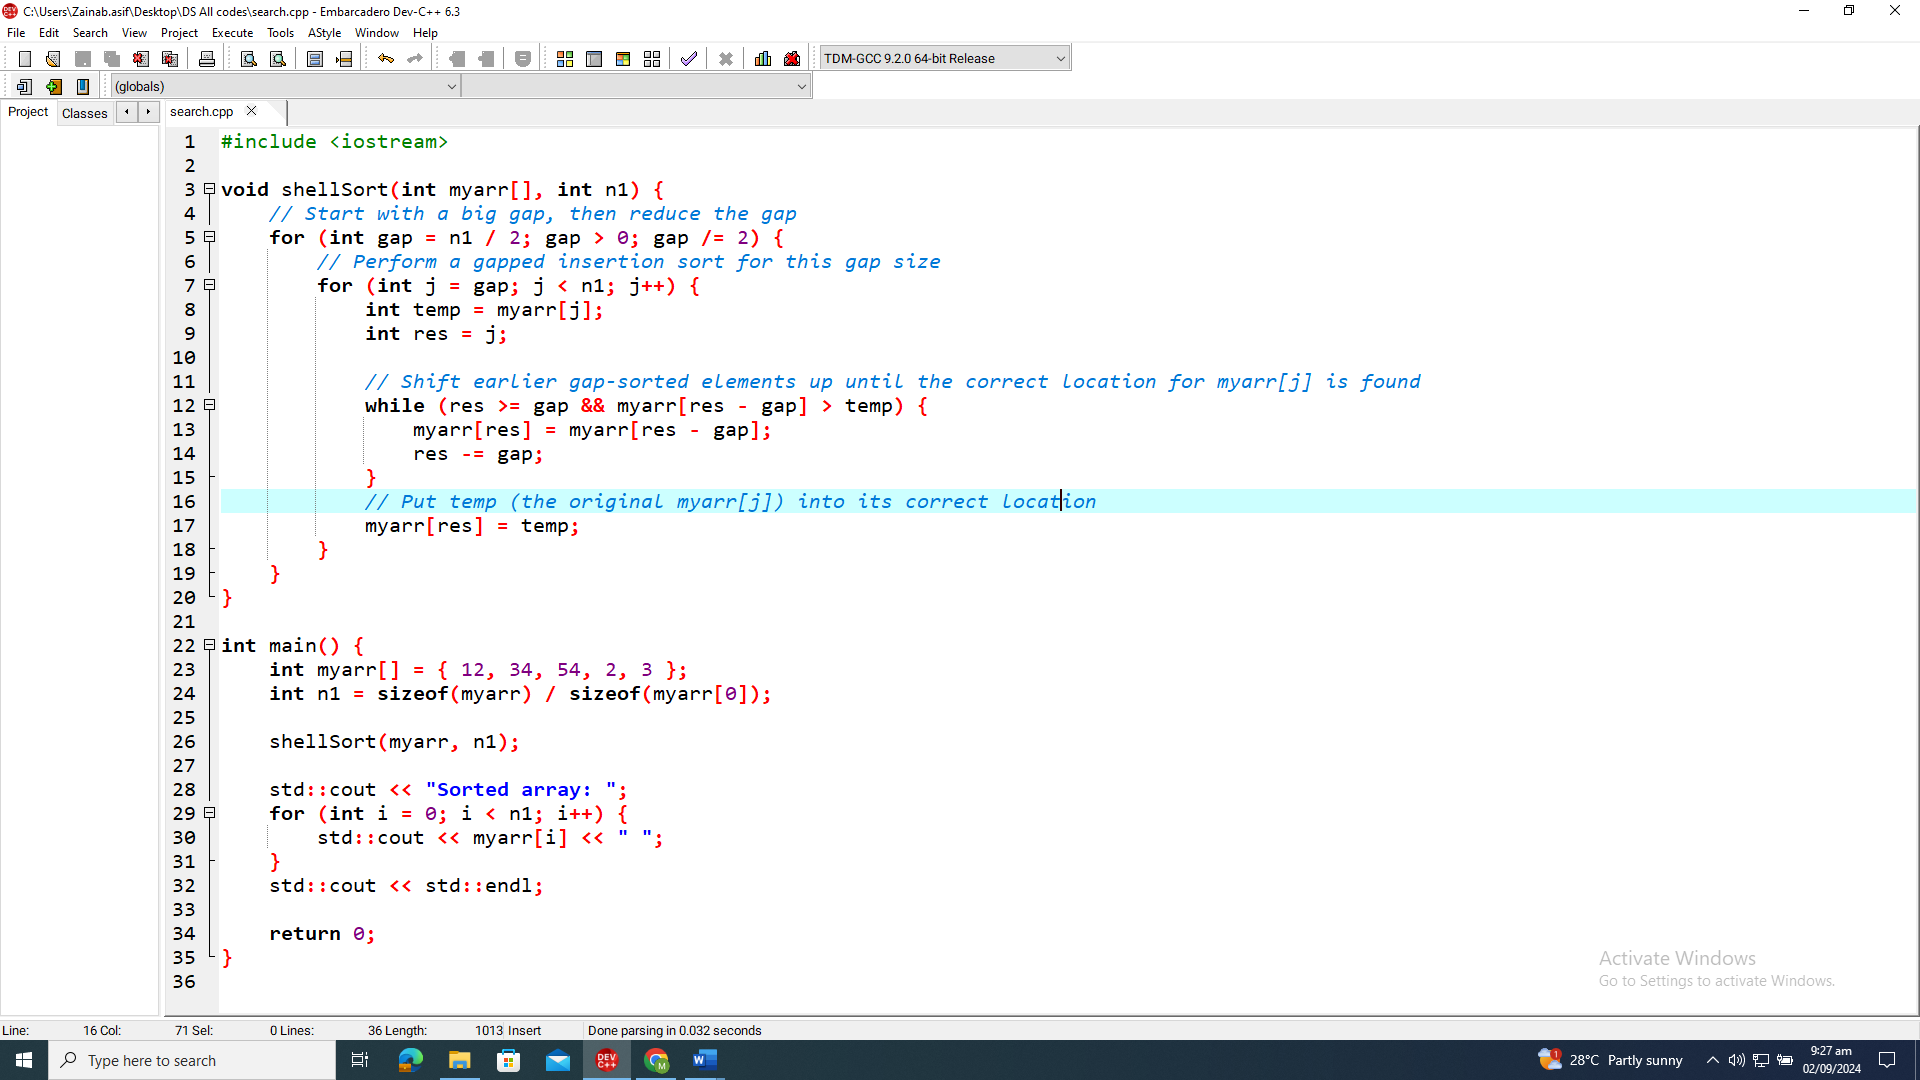 C:\Users\Zainab.asif\Desktop\DS All codes\search.cpp - Embarcadero Dev-C++ 6.3
File Edit Search View Project Execute Tools AStyle Window Help
TDM-GCC 9.2.0 64-bit Release
(globals)
Project Classes search.cpp
1 #include <iostream>
2
3 void shellSort(int myarr[], int n1) {
4 // Start with a big gap, then reduce the gap
5 for (int gap = n1 / 2; gap > 0; gap /= 2) {
6 // Perform a gapped insertion sort for this gap size
7 for (int j = gap; j < n1; j++) {
8 int temp = myarr[j];
9 int res = j;
10
11 // Shift earlier gap-sorted elements up until the correct location for myarr[j] is found
12 while (res >= gap && myarr[res - gap] > temp) {
13 myarr[res] = myarr[res - gap];
14 res -= gap;
15 }
16 // Put temp (the original myarr[j]) into its correct location
17 myarr[res] = temp;
18 }
19 }
20 }
21
22 int main() {
23 int myarr[] = { 12, 34, 54, 2, 3 };
24 int n1 = sizeof(myarr) / sizeof(myarr[0]);
25
26 shellSort(myarr, n1);
27
28 std::cout << "Sorted array: ";
29 for (int i = 0; i < n1; i++) {
30 std::cout << myarr[i] << " ";
31 }
32 std::cout << std::endl;
33
34 return 0;
35 }
36
Activate Windows
Go to Settings to activate Windows.
Line: 16 Col: 71 Sel: 0 Lines: 36 Length: 1013 Insert Done parsing in 0.032 seconds
Type here to search
DEV C++
M
W
1
28°C Partly sunny
9:27 am
02/09/2024